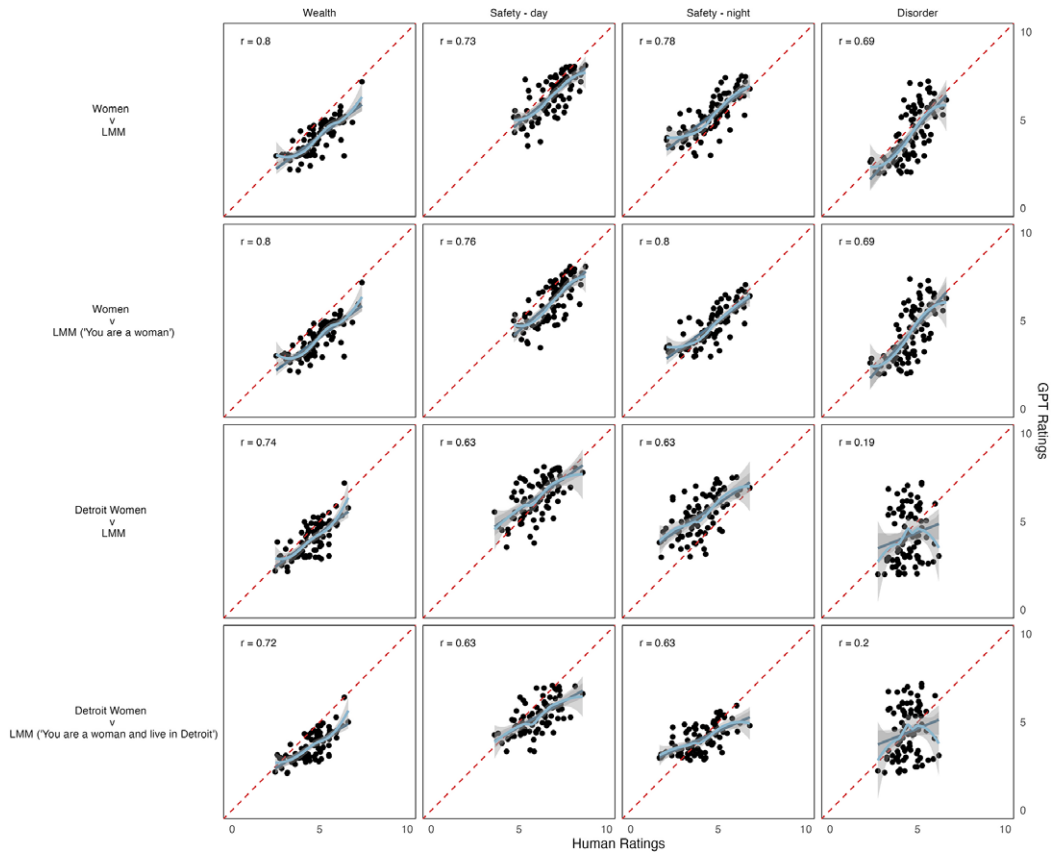 Wealth
Safety - day
Safety - night
Disorder
Women
v
LMM
r = 0.8
r = 0.73
r = 0.78
r = 0.69
10
5
0
Women
v
LMM ('You are a woman')
r = 0.8
r = 0.76
r = 0.8
r = 0.69
10
5
0
GPT Ratings
Detroit Women
v
LMM
r = 0.74
r = 0.63
r = 0.63
r = 0.19
10
5
0
Detroit Women
v
LMM ('You are a woman and live in Detroit')
r = 0.72
r = 0.63
r = 0.63
r = 0.2
10
5
0
0 5 10 0 5 10 0 5 10 0 5 10
Human Ratings